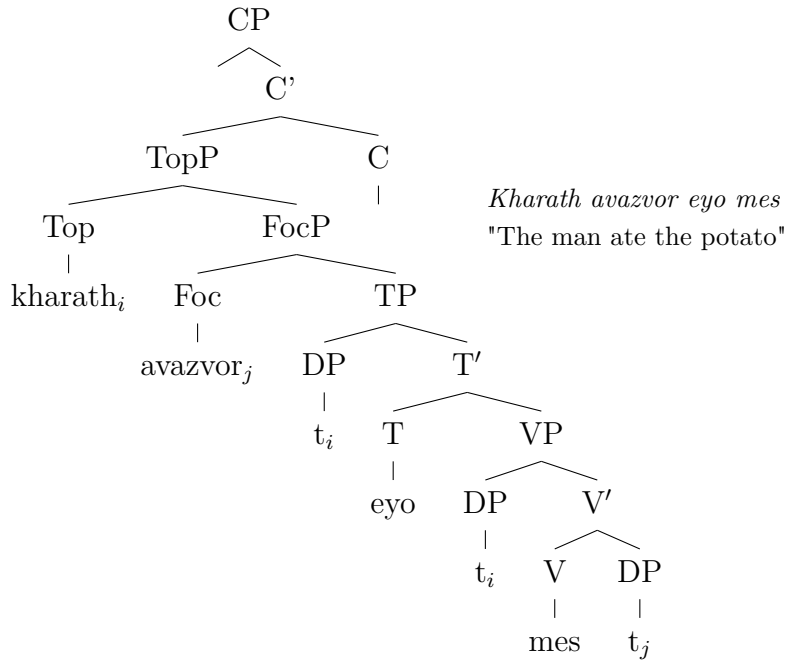 CP
C’
TopP C
Top FocP
Kharath avazvor eyo mes
"The man ate the potato"
kharath_i Foc TP
avazvor_j DP T′
t_i T VP
eyo DP V′
t_i V DP
mes t_j